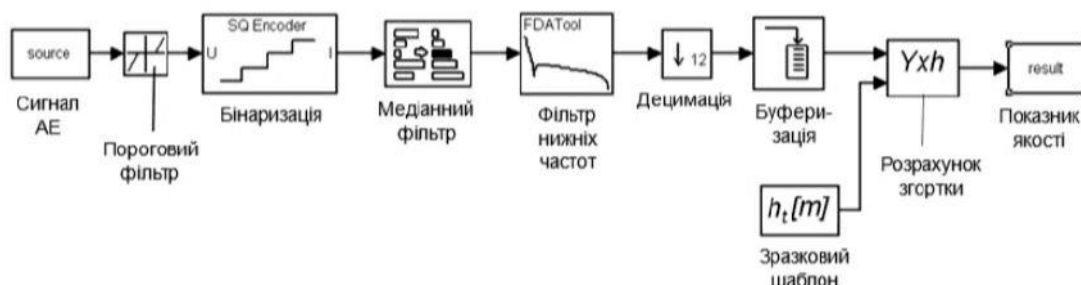 source
Сигнал
АЕ
Пороговий
фільтр
SQ Encoder
U
I
Бінаризація
Медіанний
фільтр
FDATool
Фільтр
нижніх
частот
12
Децимація
Буфери-
зація
Yxh
Розрахунок
згортки
result
Показник
якості
ht[m]
Зразковий
шаблон